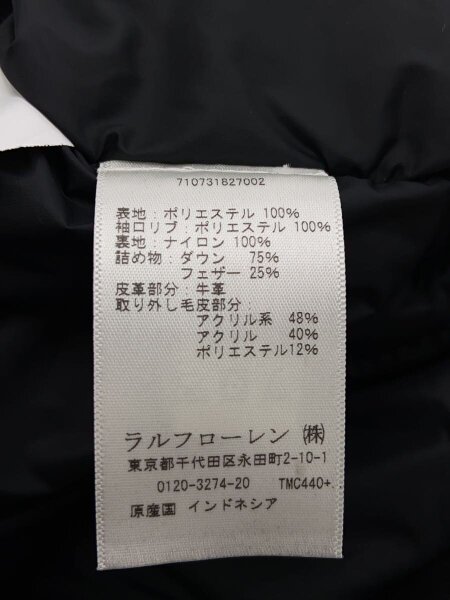 710731827002
表地：ポリエステル 100%
袖口リブ：ポリエステル 100%
裏地：ナイロン 100%
詰め物：ダウン 75%
フェザー 25%
皮革部分：牛革
取り外し毛皮部分：
アクリル系 48%
アクリル 40%
ポリエステル12%
ラルフローレン ㈱
東京都千代田区永田町2-10-1
0120-3274-20 TMC440+
原産国 インドネシア